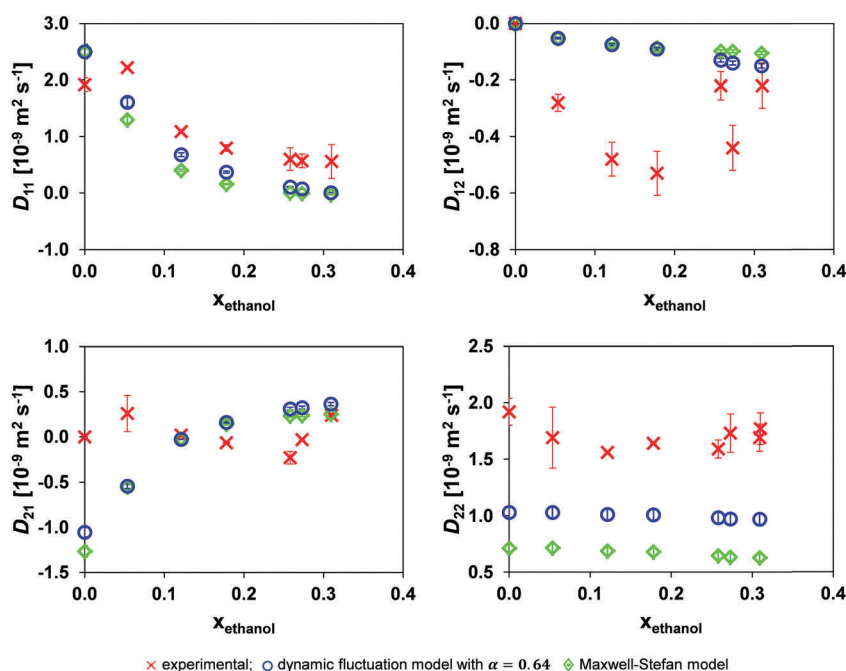 3.0
2.0
1.0
0.0
-1.0
D11 [10-9 m2 s-1]
0.0 0.1 0.2 0.3 0.4
xethanol
0.0
-0.2
-0.4
-0.6
-0.8
D12 [10-9 m2 s-1]
0.0 0.1 0.2 0.3 0.4
xethanol
1.0
0.5
0.0
-0.5
-1.0
-1.5
D21 [10-9 m2 s-1]
0.0 0.1 0.2 0.3 0.4
xethanol
2.5
2.0
1.5
1.0
0.5
D22 [10-9 m2 s-1]
0.0 0.1 0.2 0.3 0.4
xethanol
experimental; dynamic fluctuation model with α = 0.64 Maxwell-Stefan model